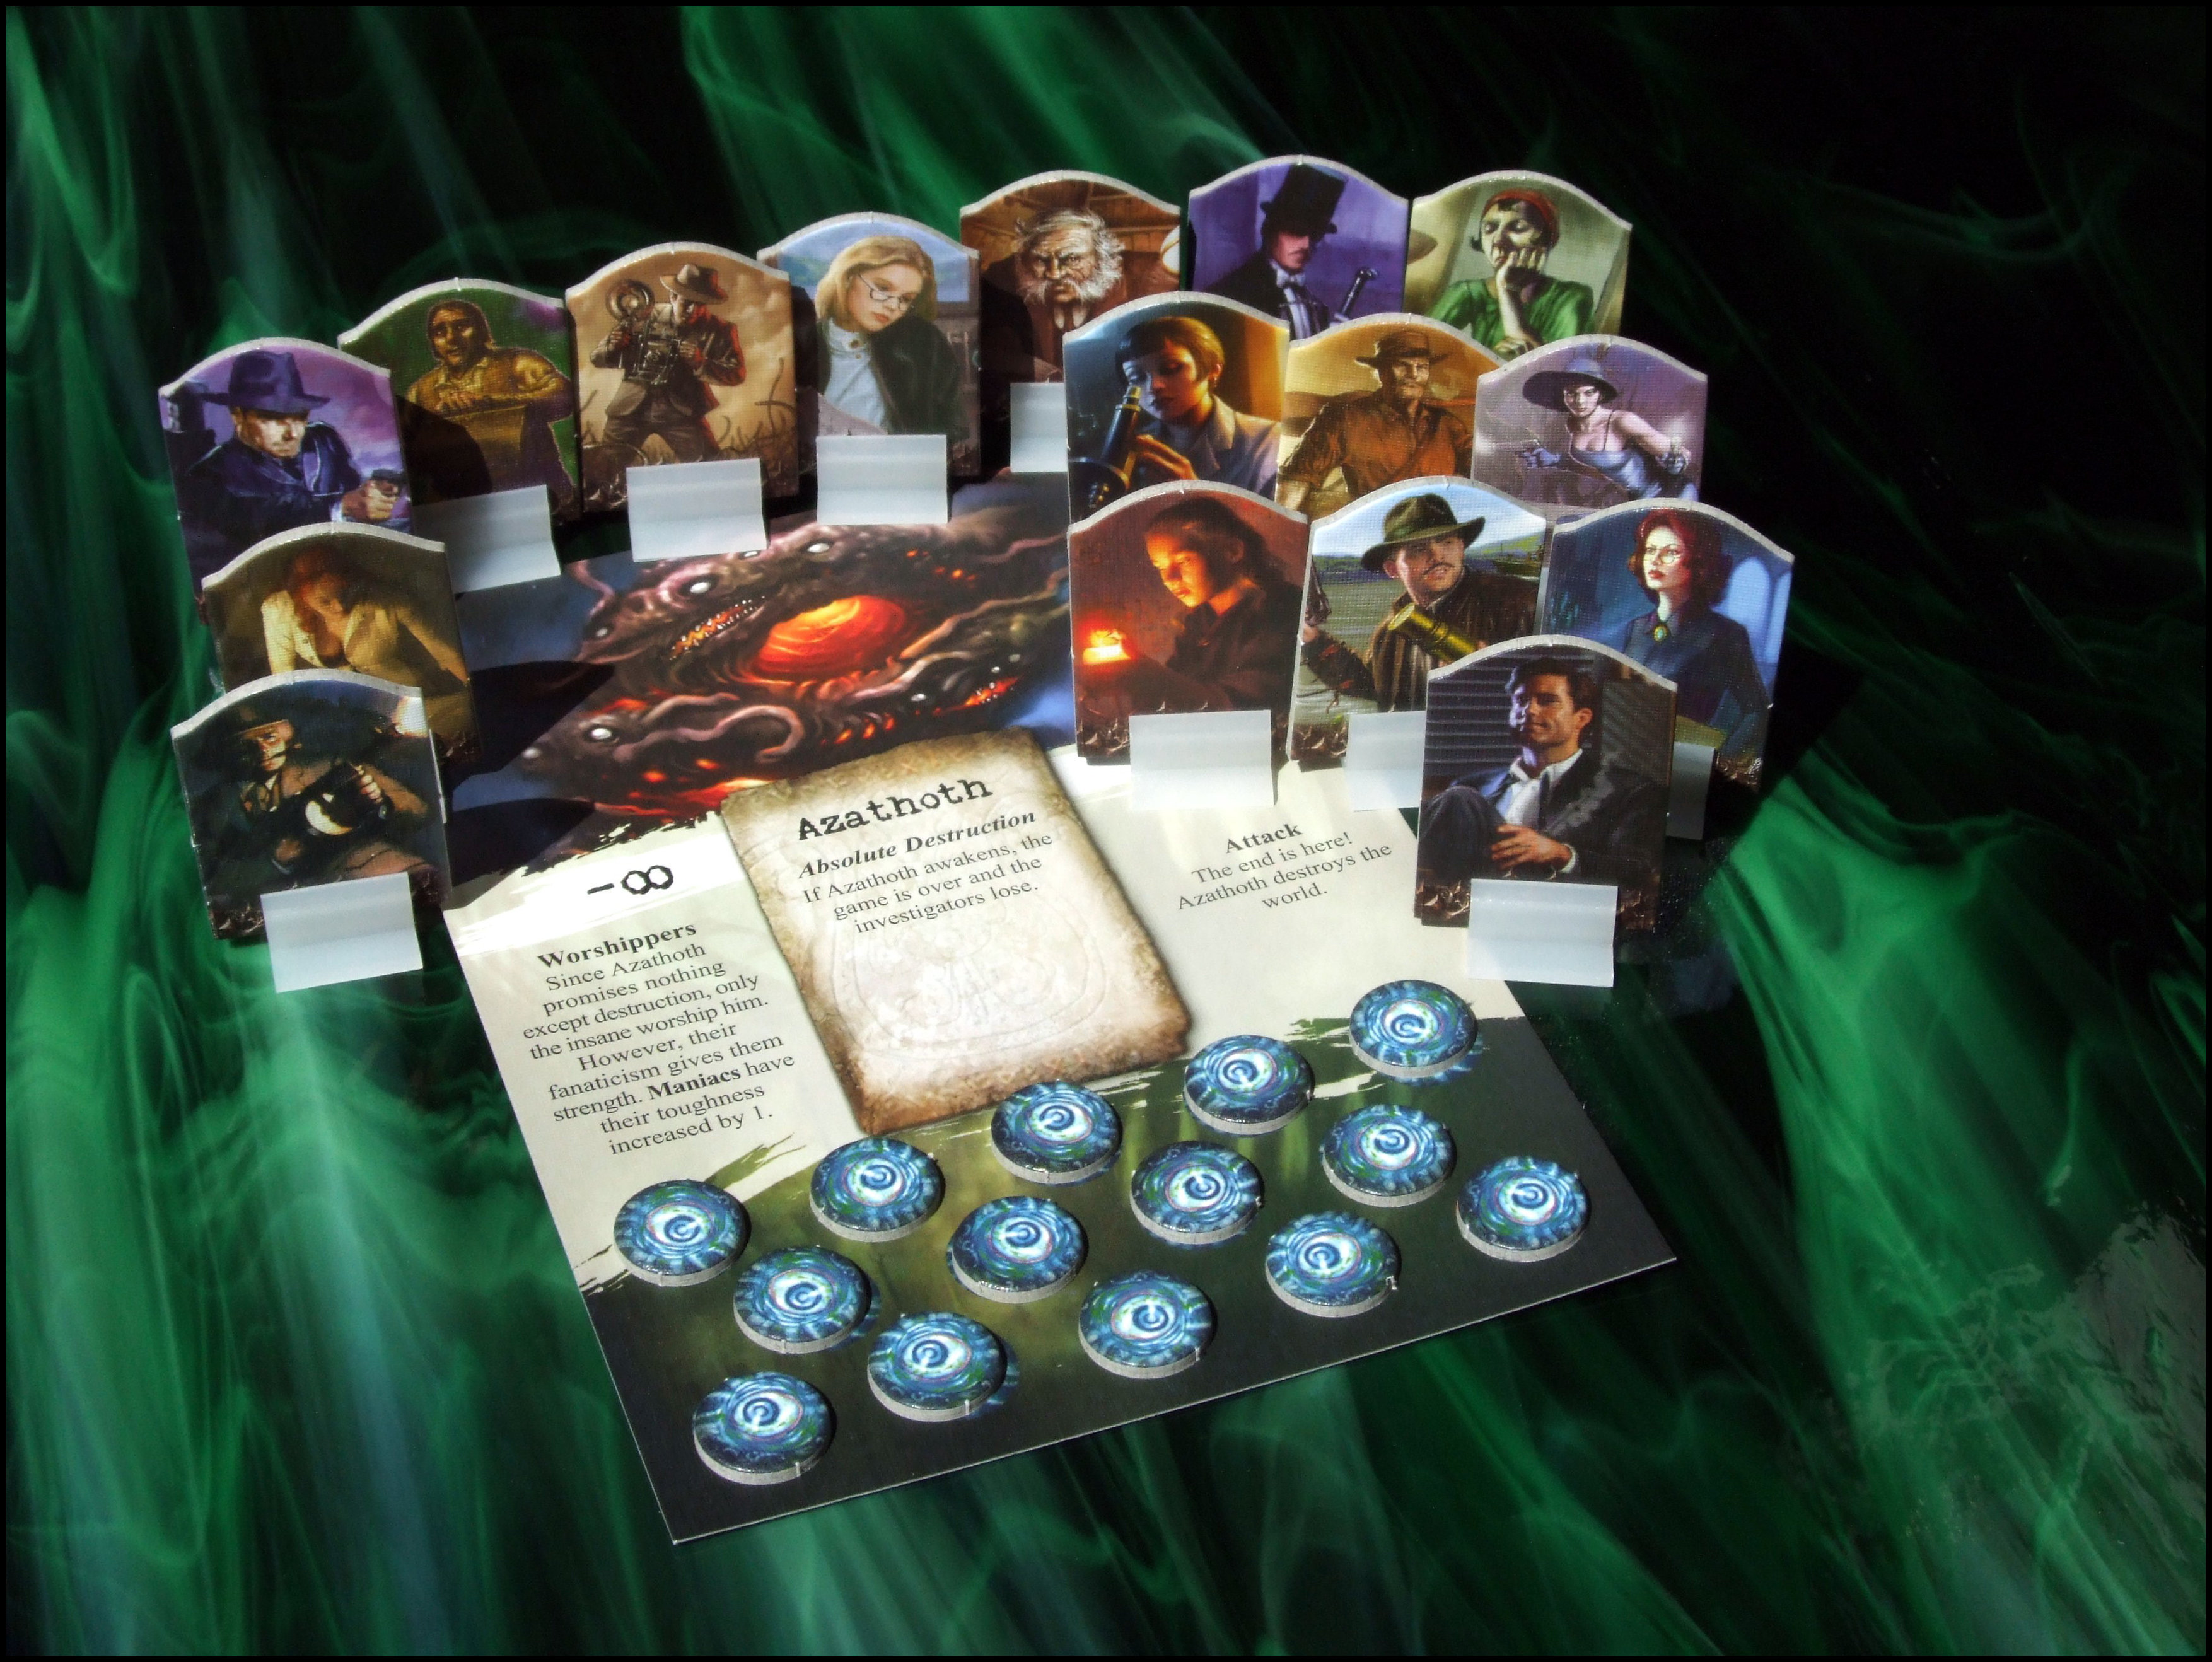 Azathoth
Absolute Destruction
If Azathoth awakens, the
game is over and the
investigators lose.
-∞
Worshippers
Since Azathoth
promises nothing
except destruction, only
the insane worship him.
However, their
fanaticism gives them
strength. Maniacs have
their toughness
increased by 1.
Attack
The end is here!
Azathoth destroys the
world.